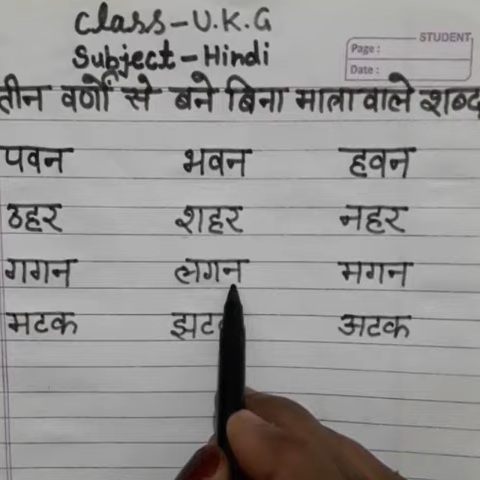 Class - U.K.G
Subject - Hindi
STUDENT
Page :
Date :
तीन वर्णों से बने बिना मात्रा वाले शब्द
पवन भवन हवन
ठहर शहर नहर
गगन लगन मगन
मटक अटक